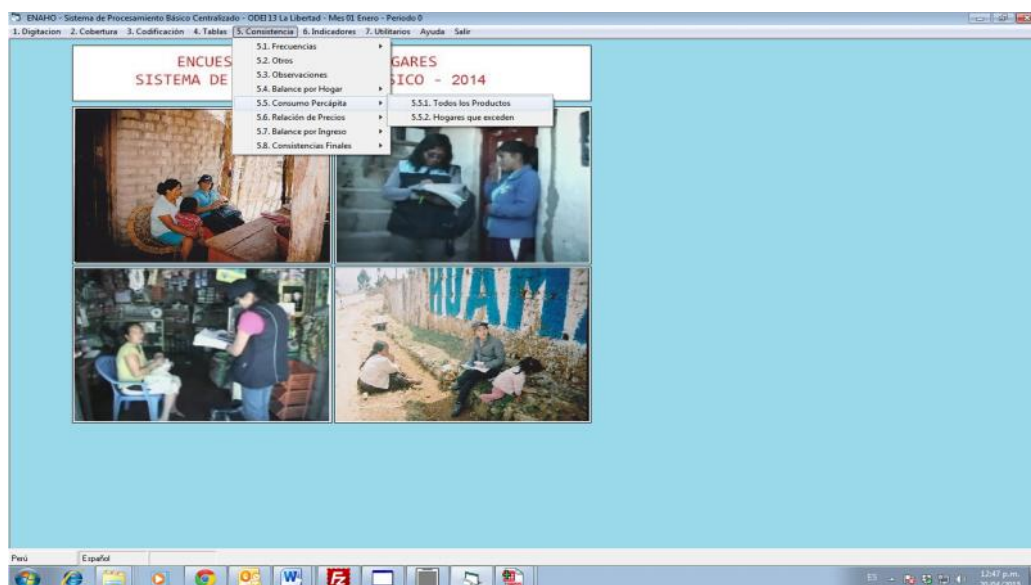 ENAHO - Sistema de Procesamiento Básico Centralizado - ODEI 13 La Libertad - Mes 01 Enero - Periodo 0
1. Digitacion 2. Cobertura 3. Codificación 4. Tablas 5. Consistencia 6. Indicadores 7. Utilitarios Ayuda Salir
5.1. Frecuencias
5.2. Otros
5.3. Observaciones
5.4. Balance por Hogar
5.5. Consumo Percápita
5.6. Relación de Precios
5.7. Balance por Ingreso
5.8. Consistencias Finales
5.5.1. Todos los Productos
5.5.2. Hogares que exceden
ENCUES GARES
SISTEMA DE SICO - 2014
Perú Español
ES 12:47 p.m.